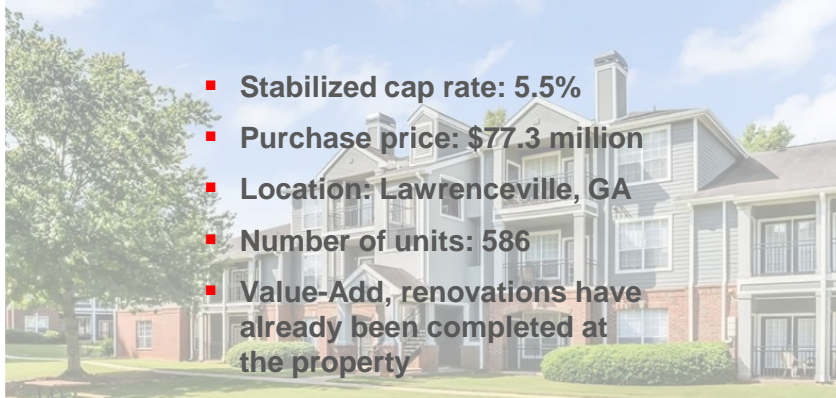 Stabilized cap rate: 5.5%
Purchase price: $77.3 million
Location: Lawrenceville, GA
Number of units: 586
Value-Add, renovations have
already been completed at
the property